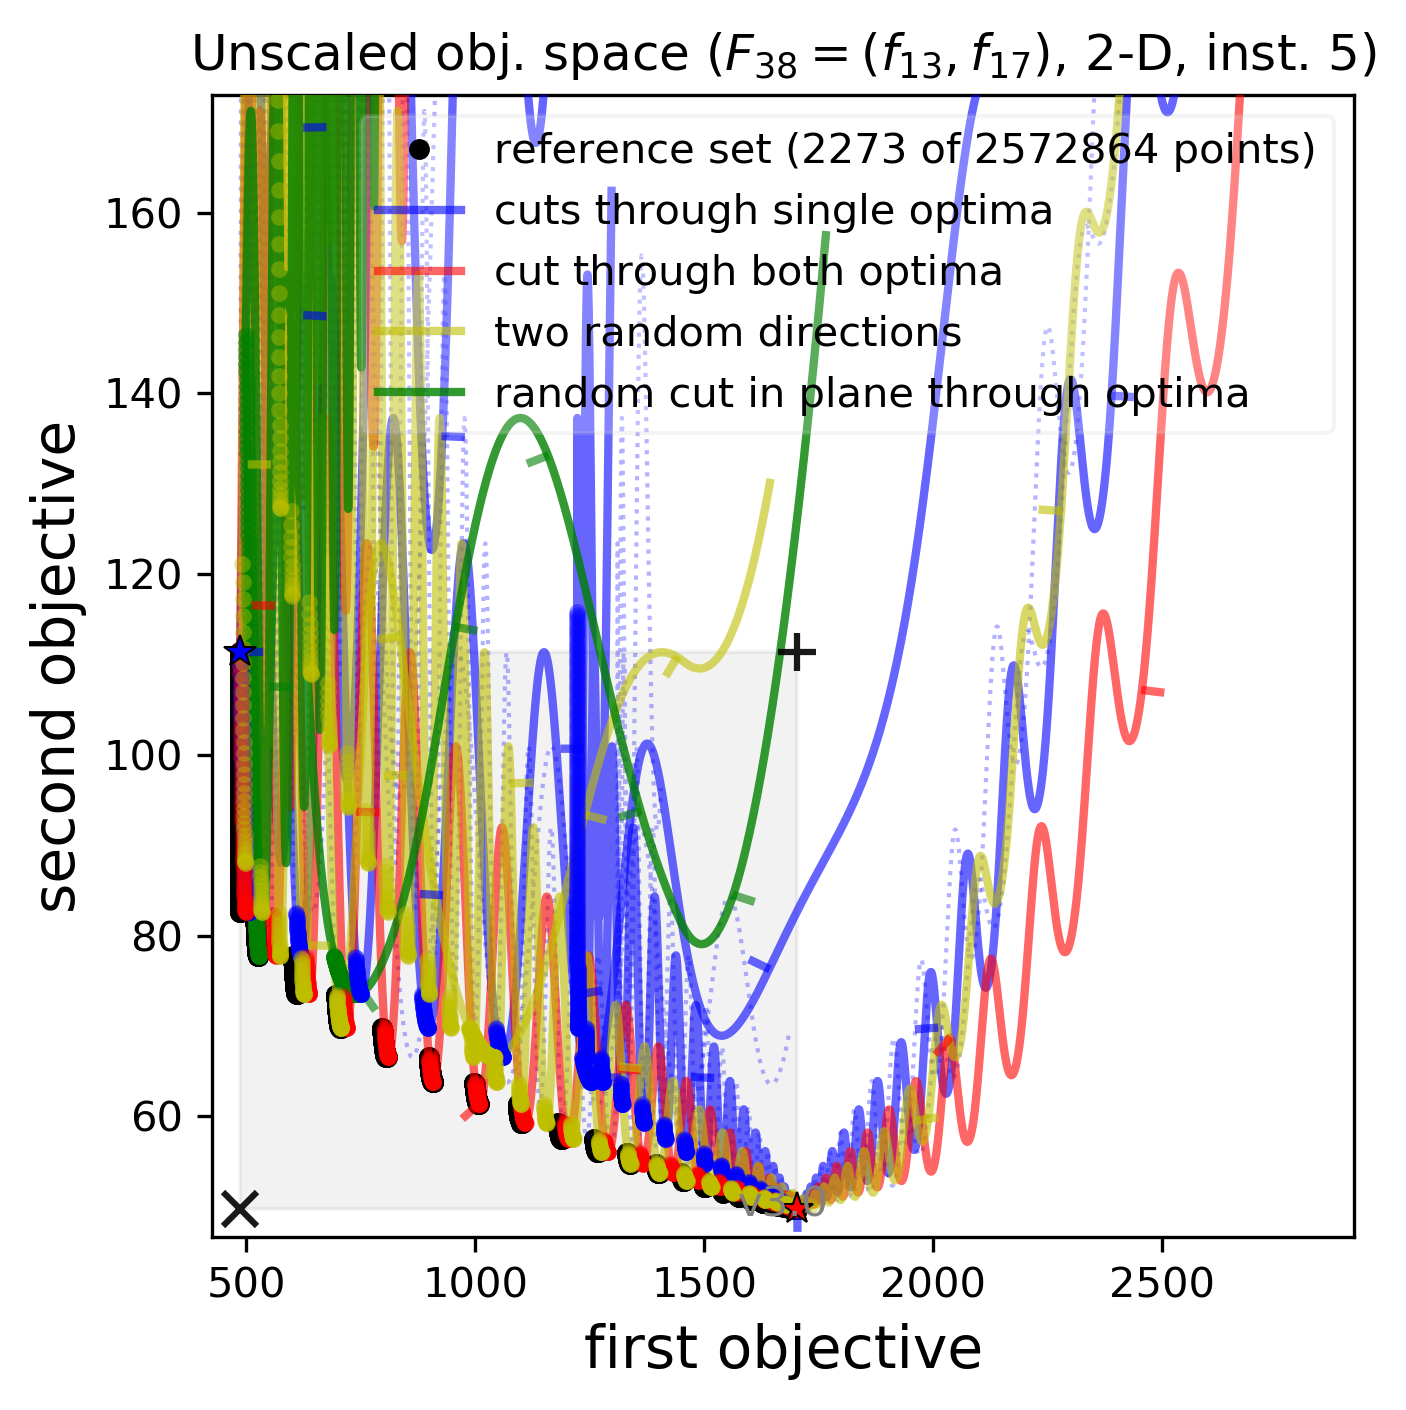 Unscaled obj. space (F38 = (f13, f17), 2-D, inst. 5)
reference set (2273 of 2572864 points)
cuts through single optima
cut through both optima
two random directions
random cut in plane through optima
160
140
120
100
80
60
second objective
500 1000 1500 2000 2500
first objective